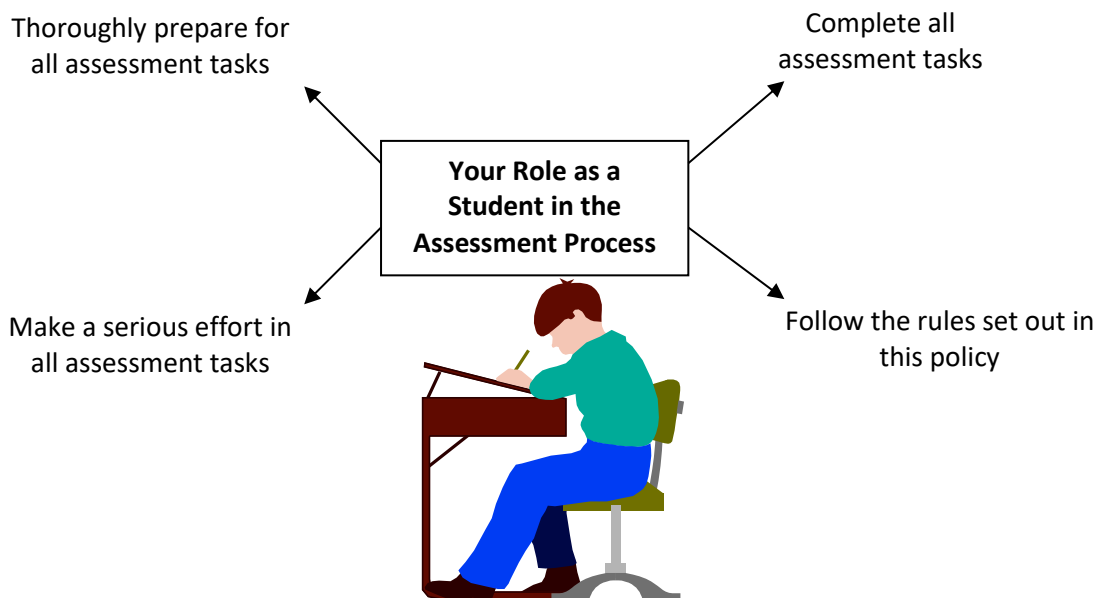 Thoroughly prepare for
all assessment tasks
Complete all
assessment tasks
Your Role as a
Student in the
Assessment Process
Make a serious effort in
all assessment tasks
Follow the rules set out in
this policy